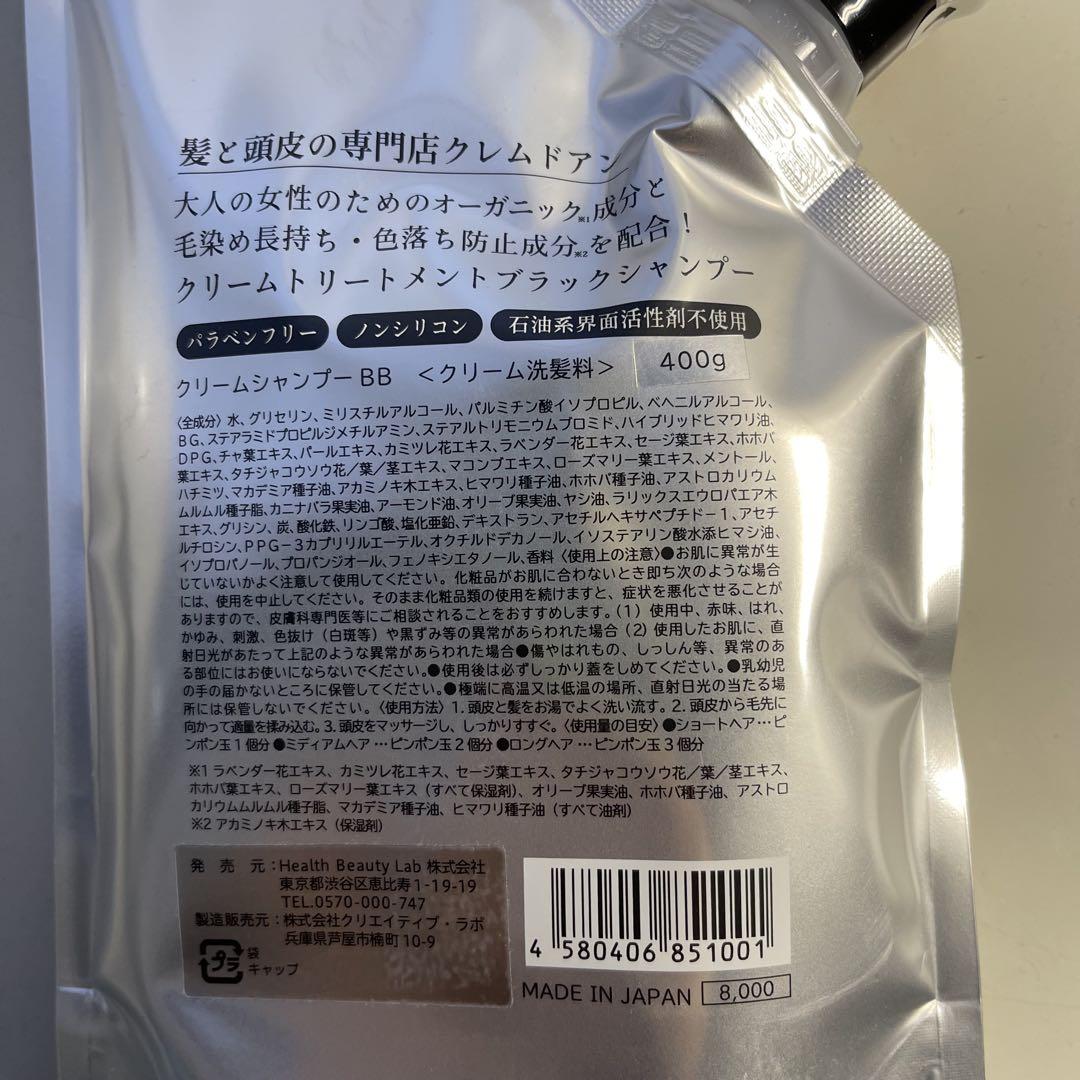 髪と頭皮の専門店クレムドアン
大人の女性のためのオーガニック※1成分と
毛染め長持ち・色落ち防止成分※2を配合!
クリームトリートメントブラックシャンプー
パラベンフリー ノンシリコン 石油系界面活性剤不使用
クリームシャンプーBB <クリーム洗髪料> 400g
〈全成分〉水、グリセリン、ミリスチルアルコール、パルミチン酸イソプロピル、ベヘニルアルコール、
BG、ステアラミドプロピルジメチルアミン、ステアルトリモニウムブロミド、ハイブリッドヒマワリ油、
DPG、チャ葉エキス、パールエキス、カミツレ花エキス、ラベンダー花エキス、セージ葉エキス、ホホバ
葉エキス、タチジャコウソウ花/葉/茎エキス、マコンブエキス、ローズマリー葉エキス、メントール、
ハチミツ、マカデミア種子油、アカミノキ木エキス、ヒマワリ種子油、ホホバ種子油、アストロカリウム
ムルムル種子脂、カニナバラ果実油、アーモンド油、オリーブ果実油、ヤシ油、ラリックスエウロパエア木
エキス、グリシン、炭、酸化鉄、リンゴ酸、塩化亜鉛、デキストラン、アセチルヘキサペプチド-1、アセチ
ルチロシン、PPG-3カプリリルエーテル、オクチルドデカノール、イソステアリン酸水添ヒマシ油、
イソプロパノール、プロパンジオール、フェノキシエタノール、香料〈使用上の注意〉●お肌に異常が生
じていないかよく注意して使用してください。化粧品がお肌に合わないとき即ち次のような場合
には、使用を中止してください。そのまま化粧品類の使用を続けますと、症状を悪化させることが
ありますので、皮膚科専門医等にご相談されることをおすすめします。(1)使用中、赤味、はれ、
かゆみ、刺激、色抜け(白斑等)や黒ずみ等の異常があらわれた場合(2)使用したお肌に、直
射日光があたって上記のような異常があらわれた場合●傷やはれもの、しっしん等、異常のあ
る部位にはお使いにならないでください。●使用後は必ずしっかり蓋をしめてください。●乳幼児
の手の届かないところに保管してください。●極端に高温又は低温の場所、直射日光の当たる場
所には保管しないでください。〈使用方法〉1.頭皮と髪をお湯でよく洗い流す。2.頭皮から毛先に
向かって適量を揉み込む。3.頭皮をマッサージし、しっかりすすぐ。〈使用量の目安〉●ショートヘア…ピ
ンポン玉1個分●ミディアムヘア…ピンポン玉2個分●ロングヘア…ピンポン玉3個分
※1 ラベンダー花エキス、カミツレ花エキス、セージ葉エキス、タチジャコウソウ花/葉/茎エキス、
ホホバ葉エキス、ローズマリー葉エキス(すべて保湿剤)、オリーブ果実油、ホホバ種子油、アストロ
カリウムムルムル種子脂、マカデミア種子油、ヒマワリ種子油(すべて油剤)
※2 アカミノキ木エキス(保湿剤)
発売元:Health Beauty Lab 株式会社
東京都渋谷区恵比寿1-19-19
TEL.0570-000-747
製造販売元:株式会社クリエイティブ・ラボ
兵庫県芦屋市楠町10-9
プラ 袋
キャップ
4 580406 851001
MADE IN JAPAN 8,000